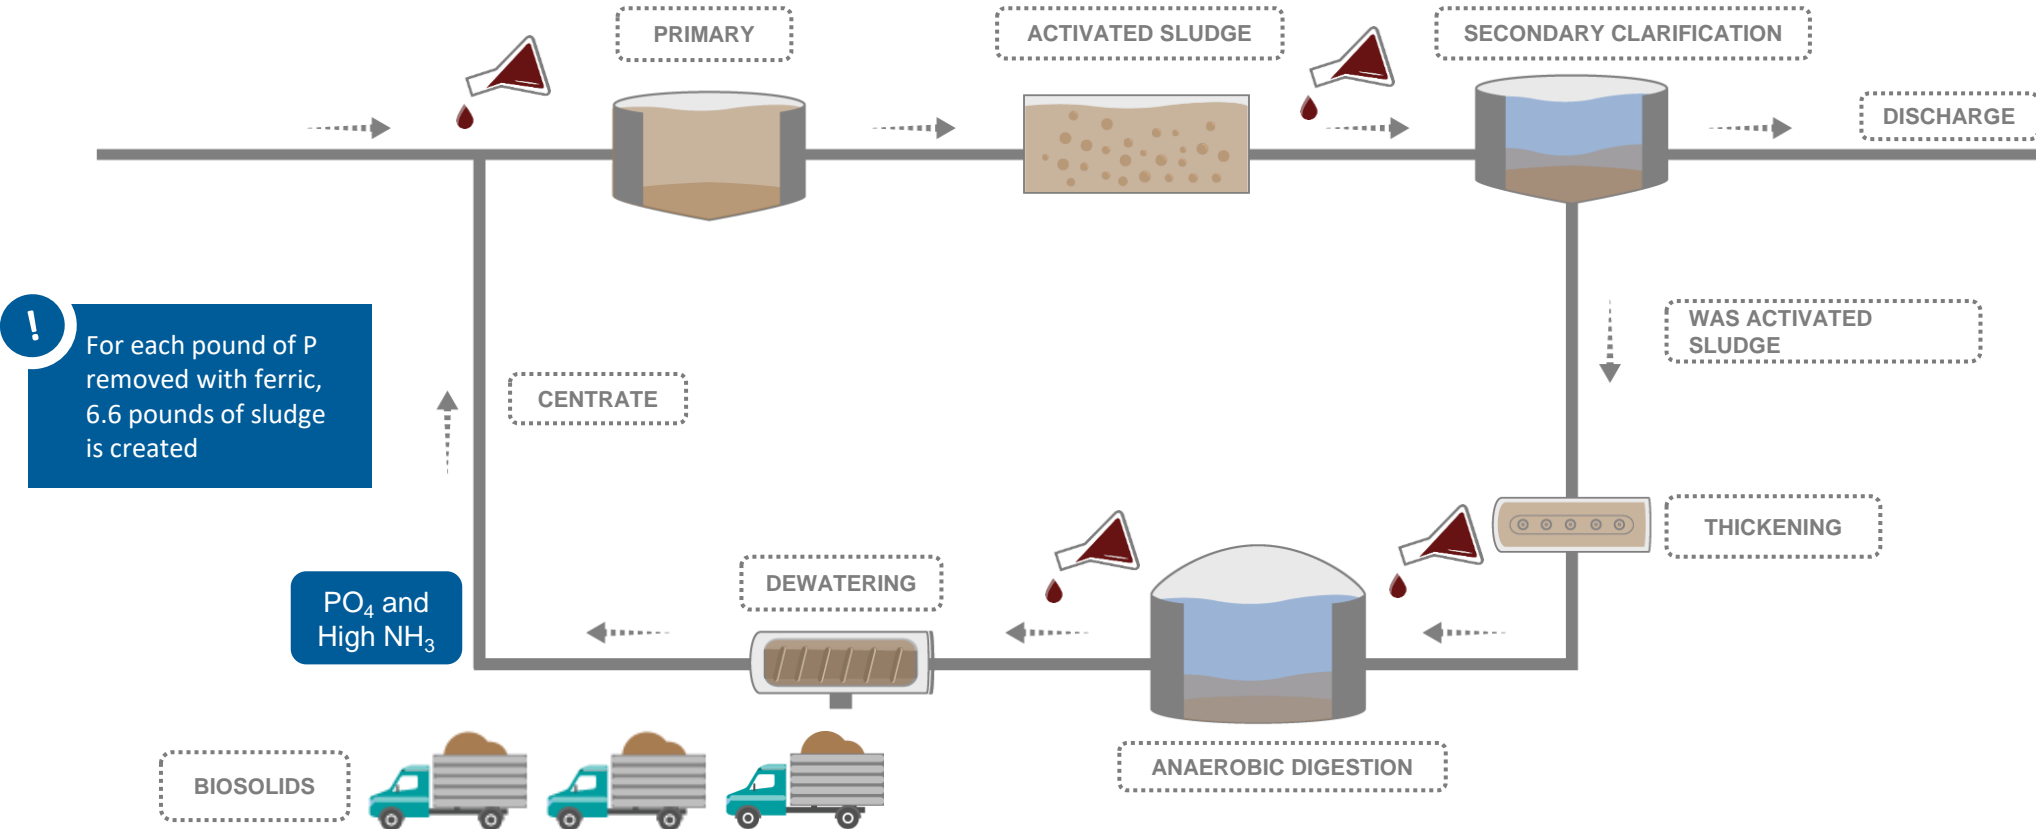 PRIMARY
ACTIVATED SLUDGE
SECONDARY CLARIFICATION
DISCHARGE
!
For each pound of P
removed with ferric,
6.6 pounds of sludge
is created
CENTRATE
WAS ACTIVATED
SLUDGE
THICKENING
DEWATERING
PO₄ and
High NH₃
ANAEROBIC DIGESTION
BIOSOLIDS